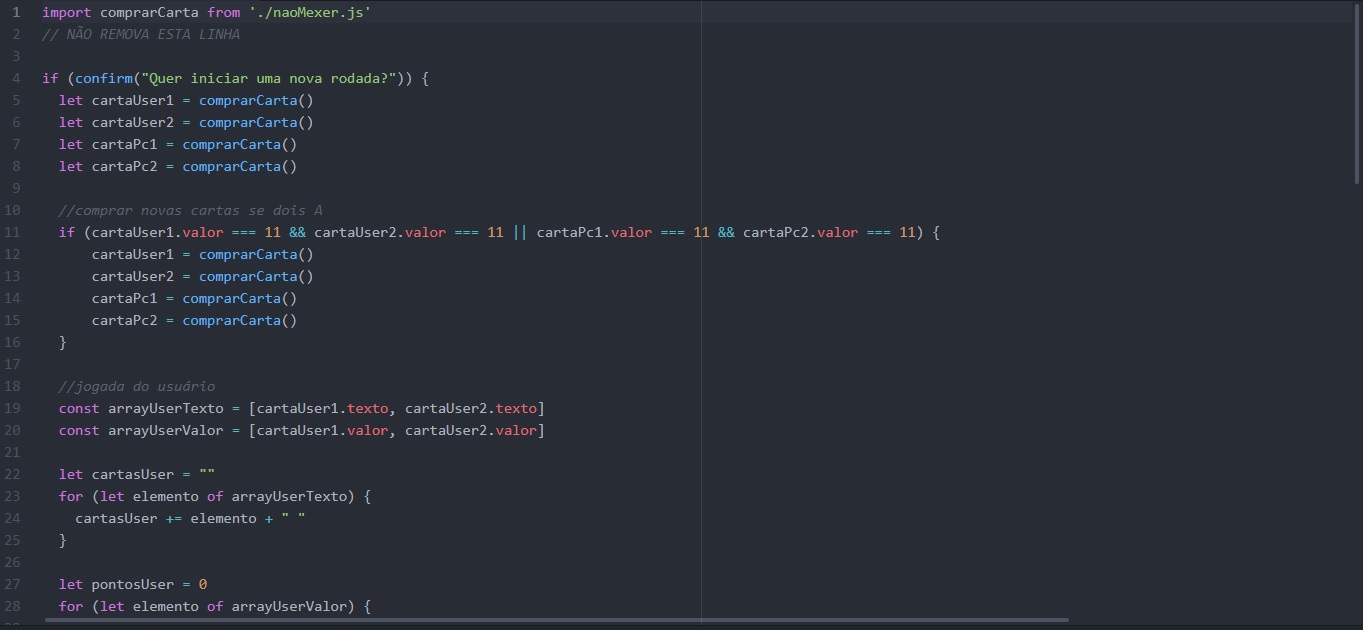 1 import comprarCarta from './naoMexer.js'
2 // NÃO REMOVA ESTA LINHA
3
4 if (confirm("Quer iniciar uma nova rodada?")) {
5 let cartaUser1 = comprarCarta()
6 let cartaUser2 = comprarCarta()
7 let cartaPc1 = comprarCarta()
8 let cartaPc2 = comprarCarta()
9
10 //comprar novas cartas se dois A
11 if (cartaUser1.valor === 11 && cartaUser2.valor === 11 || cartaPc1.valor === 11 && cartaPc2.valor === 11) {
12 cartaUser1 = comprarCarta()
13 cartaUser2 = comprarCarta()
14 cartaPc1 = comprarCarta()
15 cartaPc2 = comprarCarta()
16 }
17
18 //jogada do usuário
19 const arrayUserTexto = [cartaUser1.texto, cartaUser2.texto]
20 const arrayUserValor = [cartaUser1.valor, cartaUser2.valor]
21
22 let cartasUser = ""
23 for (let elemento of arrayUserTexto) {
24 cartasUser += elemento + " "
25 }
26
27 let pontosUser = 0
28 for (let elemento of arrayUserValor) {